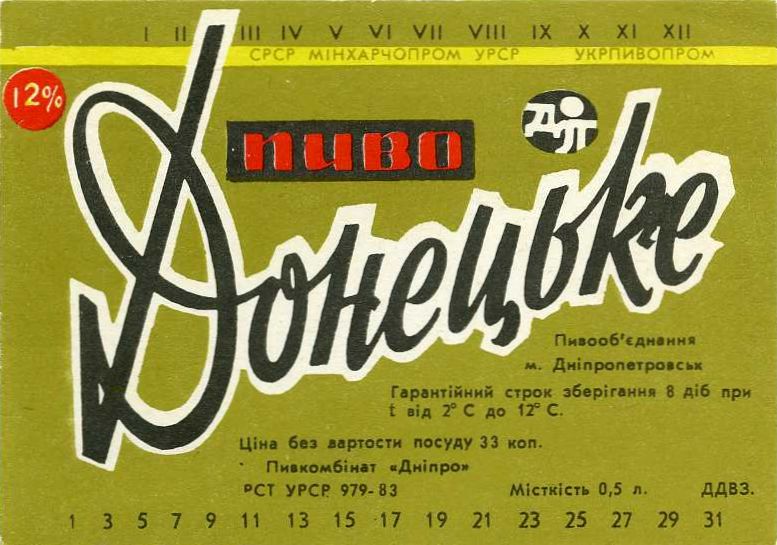 I II III IV V VI VII VIII IX X XI XII
СРСР МІНХАРЧОПРОМ УРСР УКРПИВОПРОМ
12%
пиво
ДП
Донецьке
Пивооб'єднання
м. Дніпропетровськ
Гарантійний строк зберігання 8 діб при
t від 2° С до 12° С.
Ціна без вартости посуду 33 коп.
Пивкомбінат «Дніпро»
РСТ УРСР 979-83 Місткість 0,5 л. ДДВЗ.
1 3 5 7 9 11 13 15 17 19 21 23 25 27 29 31